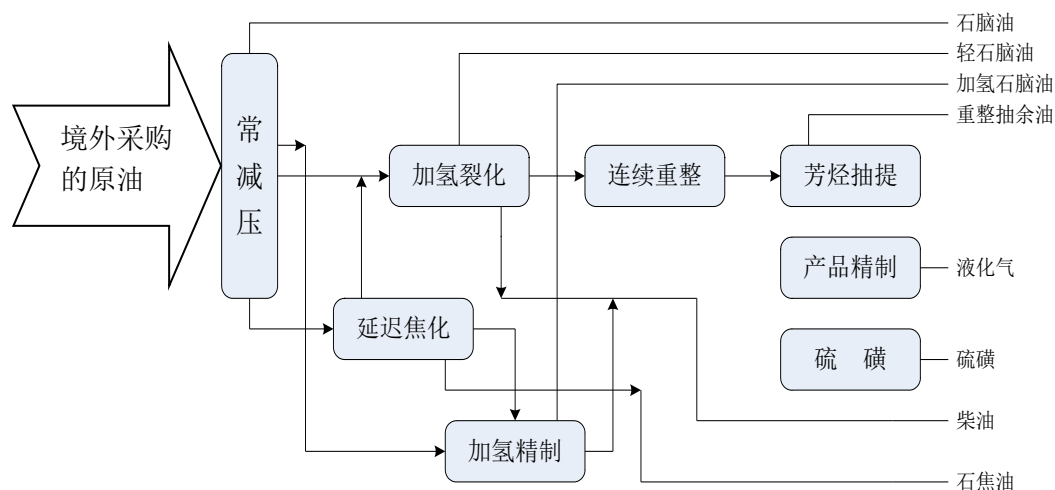 石脑油
轻石脑油
加氢石脑油
重整抽余油
境外采购
的原油
常
减
压
加氢裂化
连续重整
芳烃抽提
产品精制
液化气
延迟焦化
硫 磺
硫磺
柴油
加氢精制
石焦油